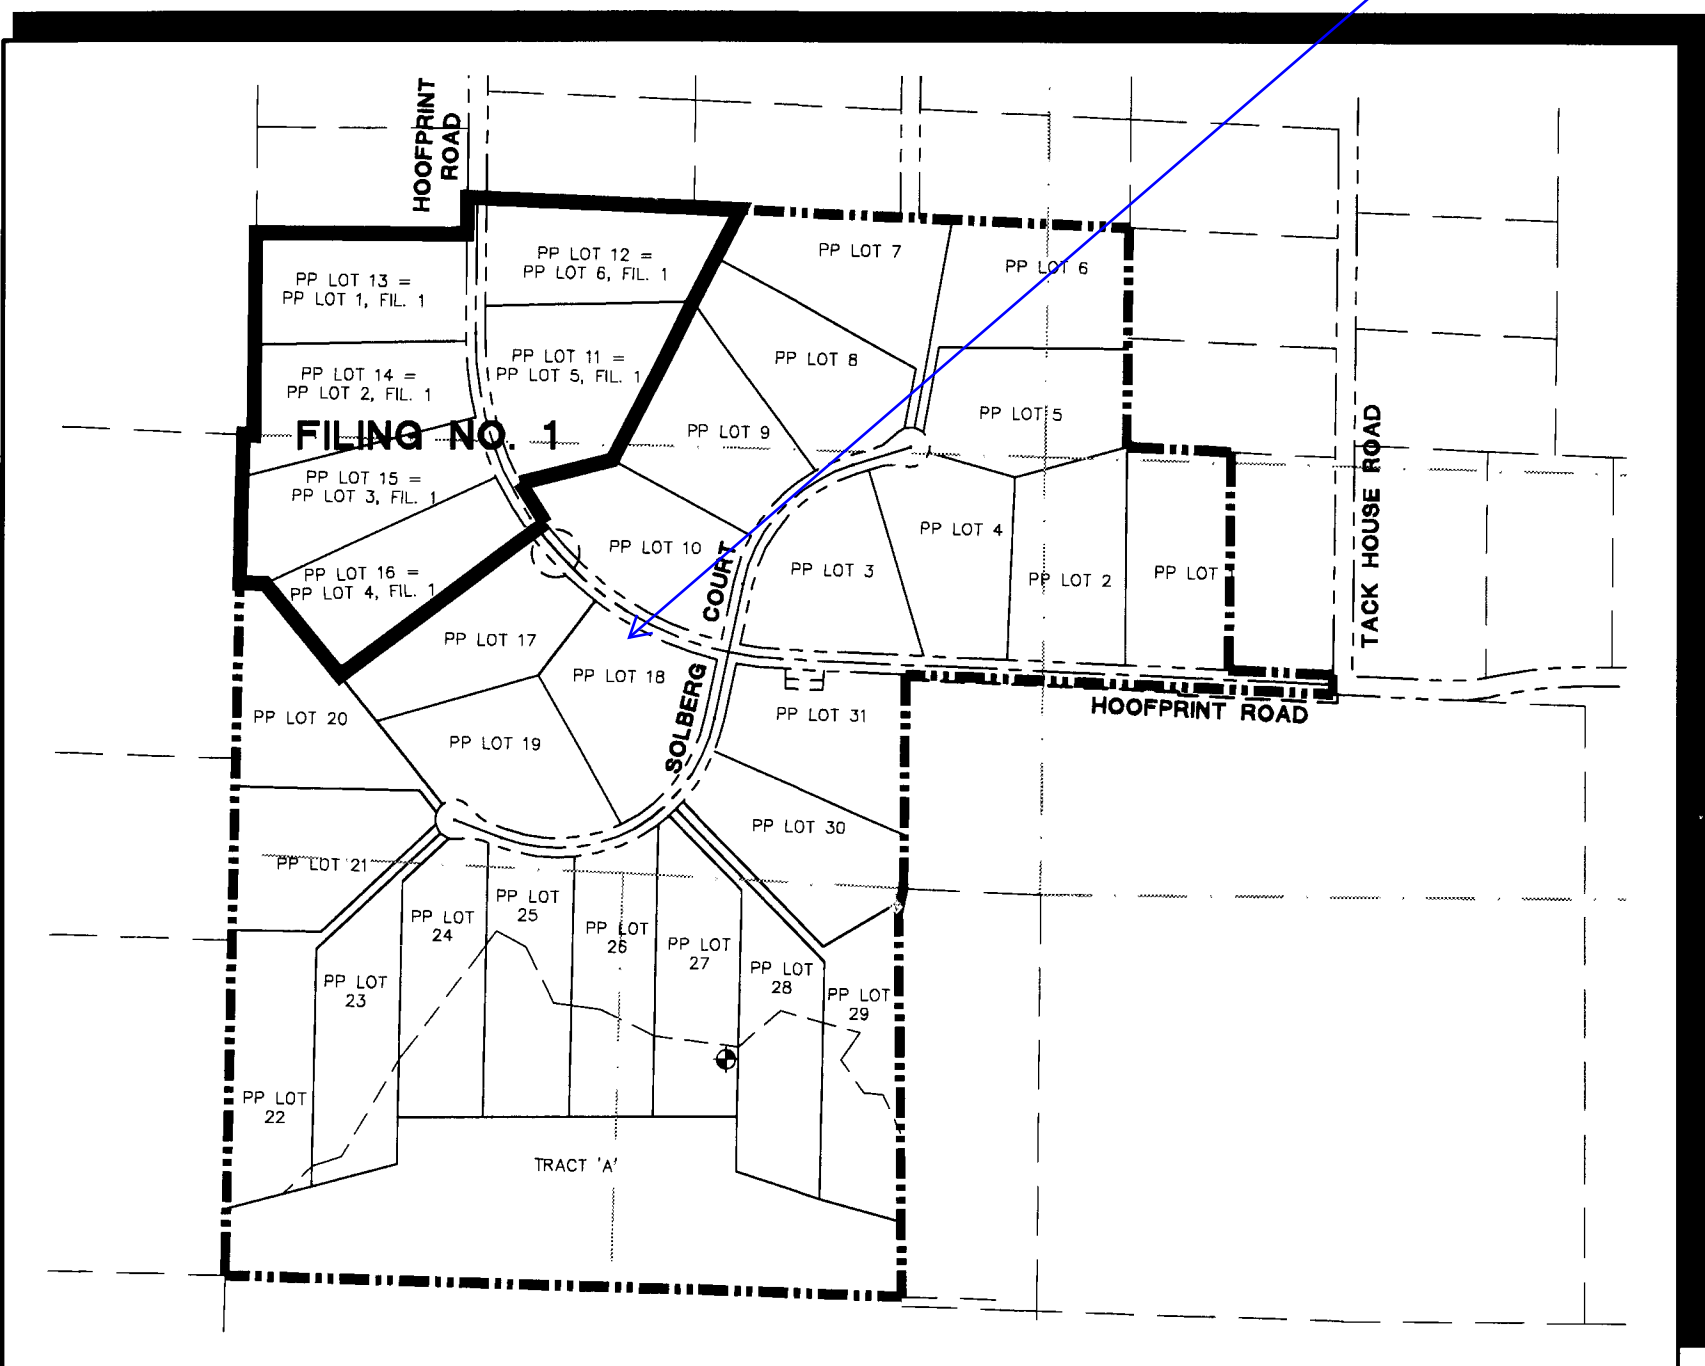 HOOFPRINT
ROAD
PP LOT 12 =
PP LOT 6, FIL. 1
PP LOT 7
PP LOT 6
PP LOT 13 =
PP LOT 1, FIL. 1
PP LOT 11 =
PP LOT 5, FIL. 1
PP LOT 8
PP LOT 14 =
PP LOT 2, FIL. 1
PP LOT 5
FILING NO. 1
PP LOT 9
TACK HOUSE ROAD
PP LOT 15 =
PP LOT 3, FIL. 1
PP LOT 4
PP LOT 10
PP LOT 3
PP LOT 2
PP LOT
PP LOT 16 =
PP LOT 4, FIL. 1
SOLBERG COURT
PP LOT 17
PP LOT 18
PP LOT 20
PP LOT 31
HOOFPRINT ROAD
PP LOT 19
PP LOT 30
PP LOT 21
PP LOT
25
PP LOT
24
PP LOT
26
PP LOT
27
PP LOT
28
PP LOT
23
PP LOT
29
PP LOT
22
TRACT 'A'